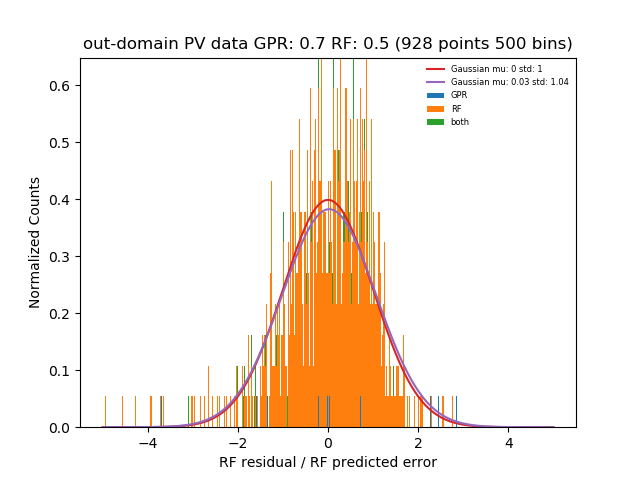 out-domain PV data GPR: 0.7 RF: 0.5 (928 points 500 bins)
Gaussian mu: 0 std: 1
Gaussian mu: 0.03 std: 1.04
GPR
RF
both
Normalized Counts
0.6
0.5
0.4
0.3
0.2
0.1
0.0
−4
−2
0
2
4
RF residual / RF predicted error